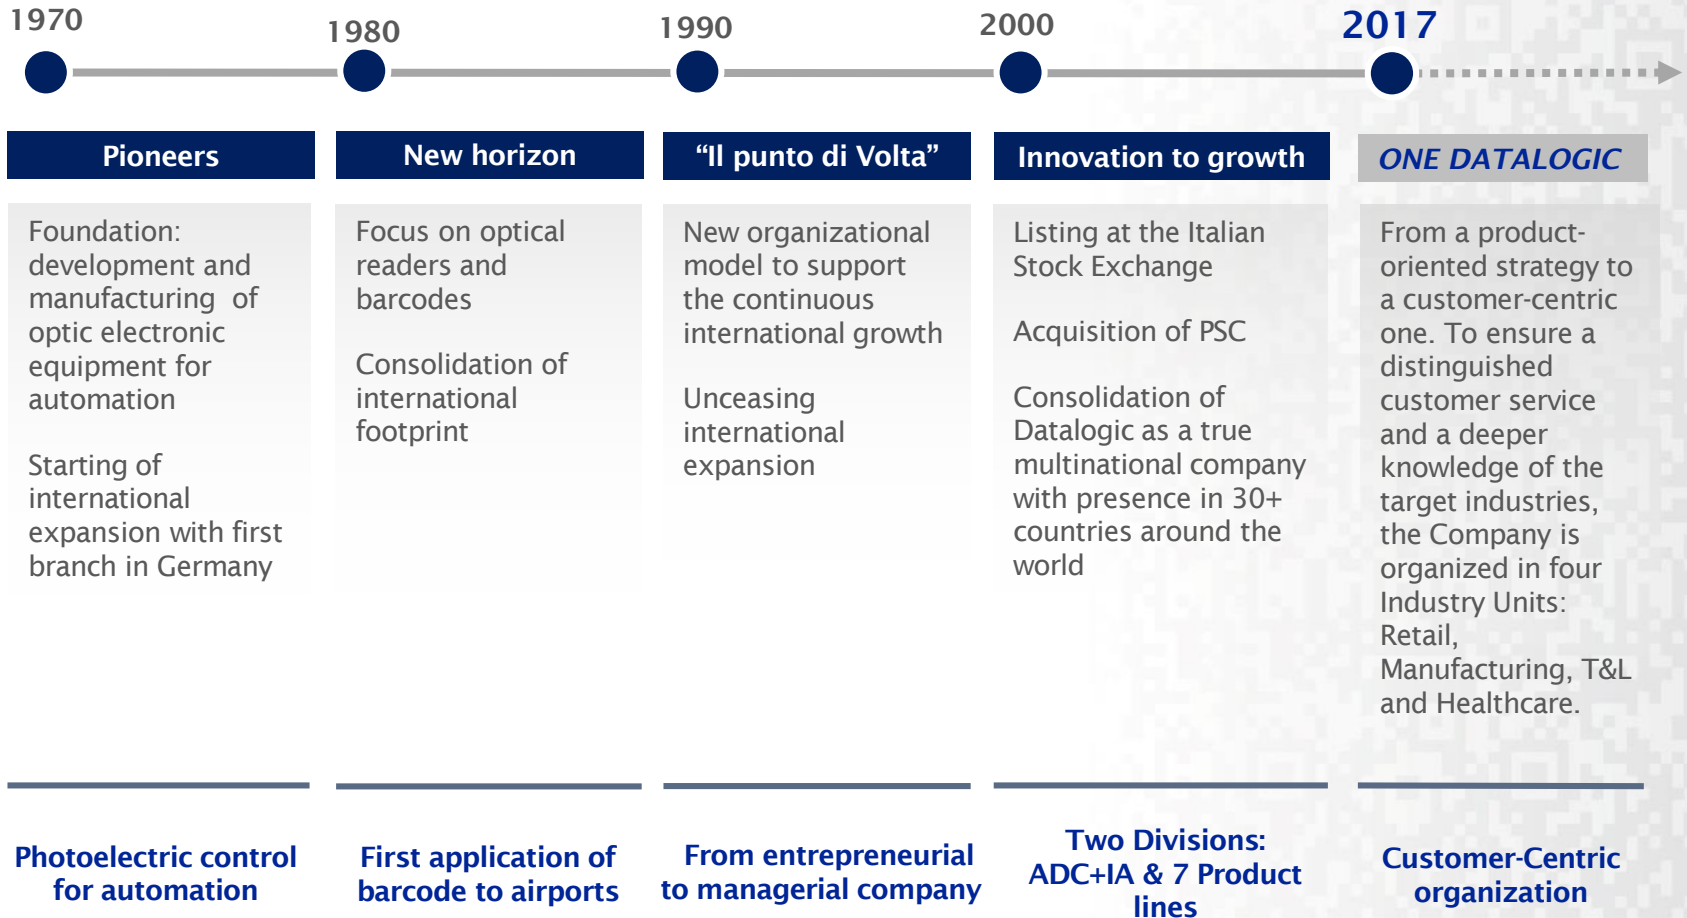 1970
1980
1990
2000
2017
Pioneers
New horizon
“Il punto di Volta”
Innovation to growth
ONE DATALOGIC
Foundation:
development and
manufacturing of
optic electronic
equipment for
automation
Starting of
international
expansion with first
branch in Germany
Focus on optical
readers and
barcodes
Consolidation of
international
footprint
New organizational
model to support
the continuous
international growth
Unceasing
international
expansion
Listing at the Italian
Stock Exchange
Acquisition of PSC
Consolidation of
Datalogic as a true
multinational company
with presence in 30+
countries around the
world
From a product-
oriented strategy to
a customer-centric
one. To ensure a
distinguished
customer service
and a deeper
knowledge of the
target industries,
the Company is
organized in four
Industry Units:
Retail,
Manufacturing, T&L
and Healthcare.
Photoelectric control
for automation
First application of
barcode to airports
From entrepreneurial
to managerial company
Two Divisions:
ADC+IA & 7 Product
lines
Customer-Centric
organization